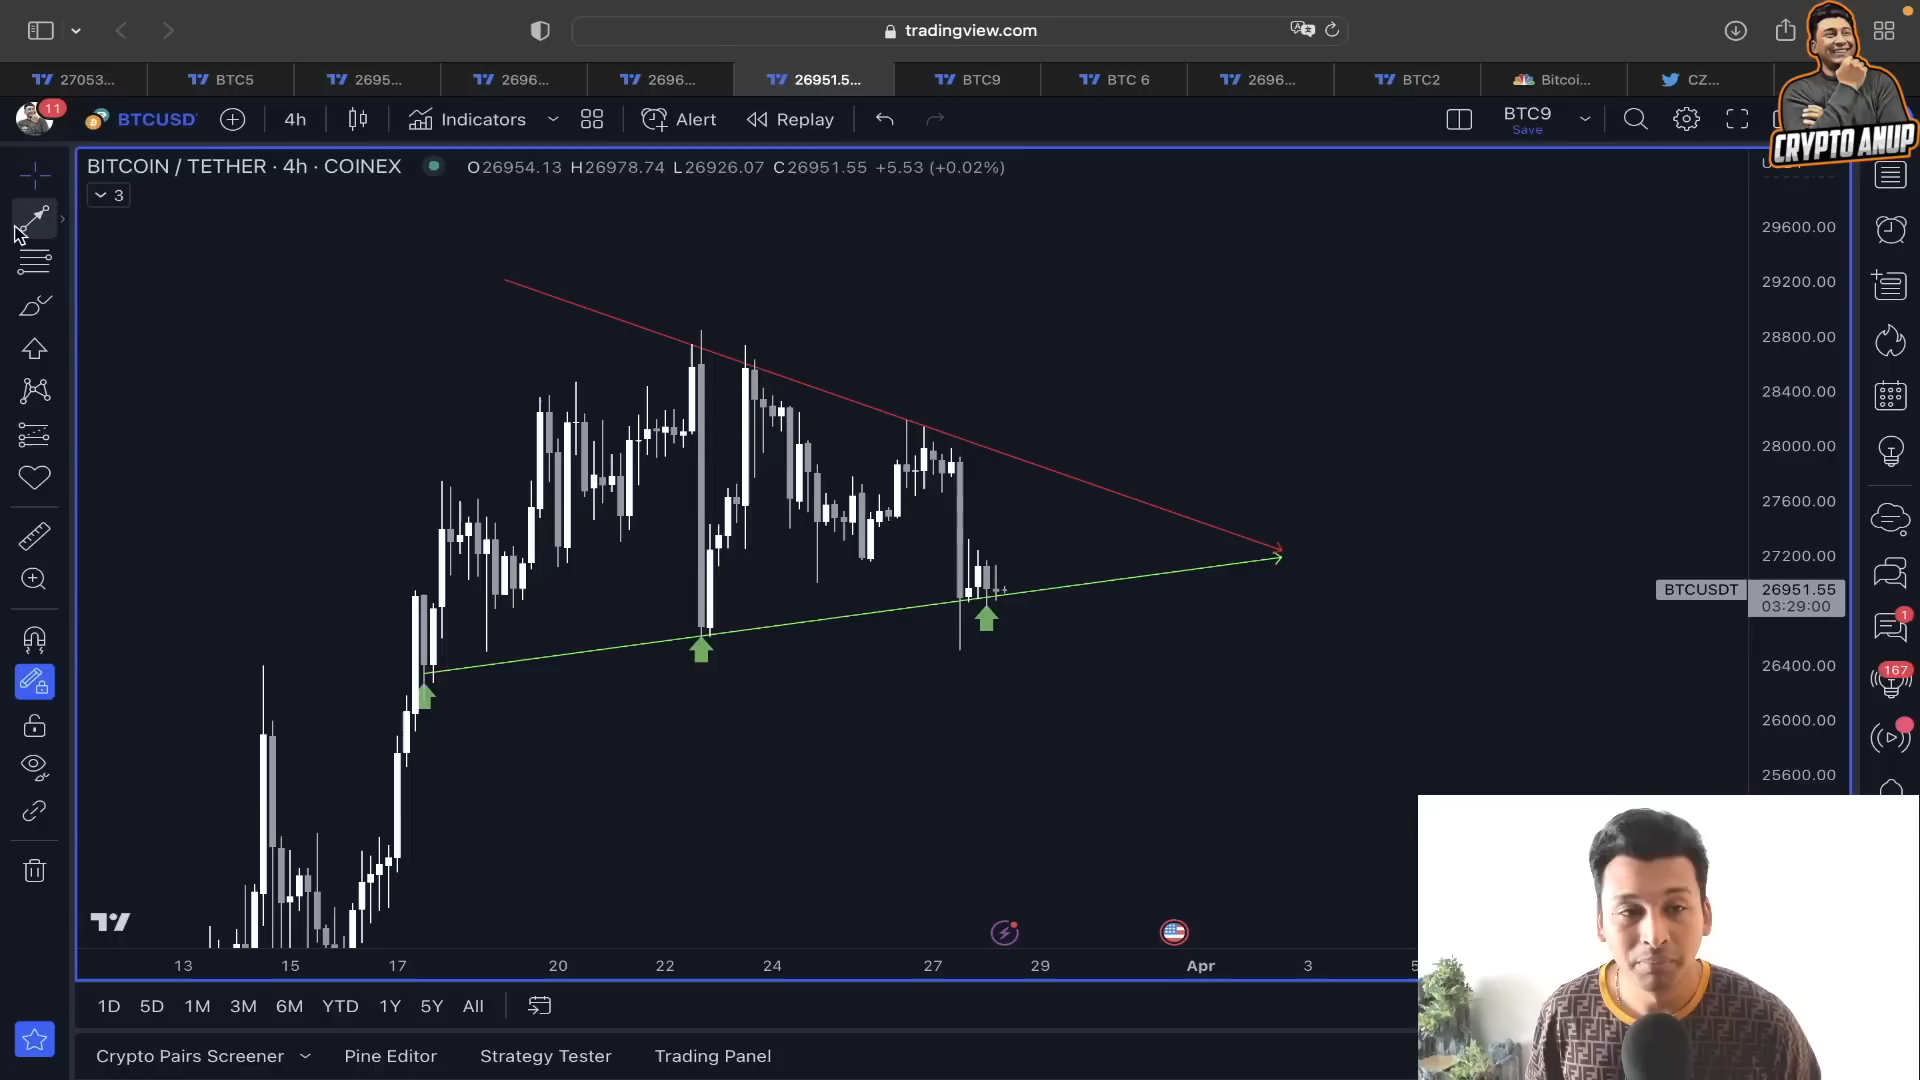 tradingview.com
27053...
BTC5
2695...
2696...
2696...
26951.5...
BTC9
BTC 6
2696...
BTC2
Bitcoi...
CZ...
CRYPTO ANUP
11
BTCUSD
4h
Indicators
Alert
Replay
BTC9
Save
BITCOIN / TETHER · 4h · COINEX
O26954.13 H26978.74 L26926.07 C26951.55 +5.53 (+0.02%)
3
29600.00
29200.00
28800.00
28400.00
28000.00
27600.00
27200.00
BTCUSDT 26951.55
03:29:00
26400.00
26000.00
25600.00
1
167
13 15 17 20 22 24 27 29 Apr 3 5
1D 5D 1M 3M 6M YTD 1Y 5Y All
Crypto Pairs Screener Pine Editor Strategy Tester Trading Panel